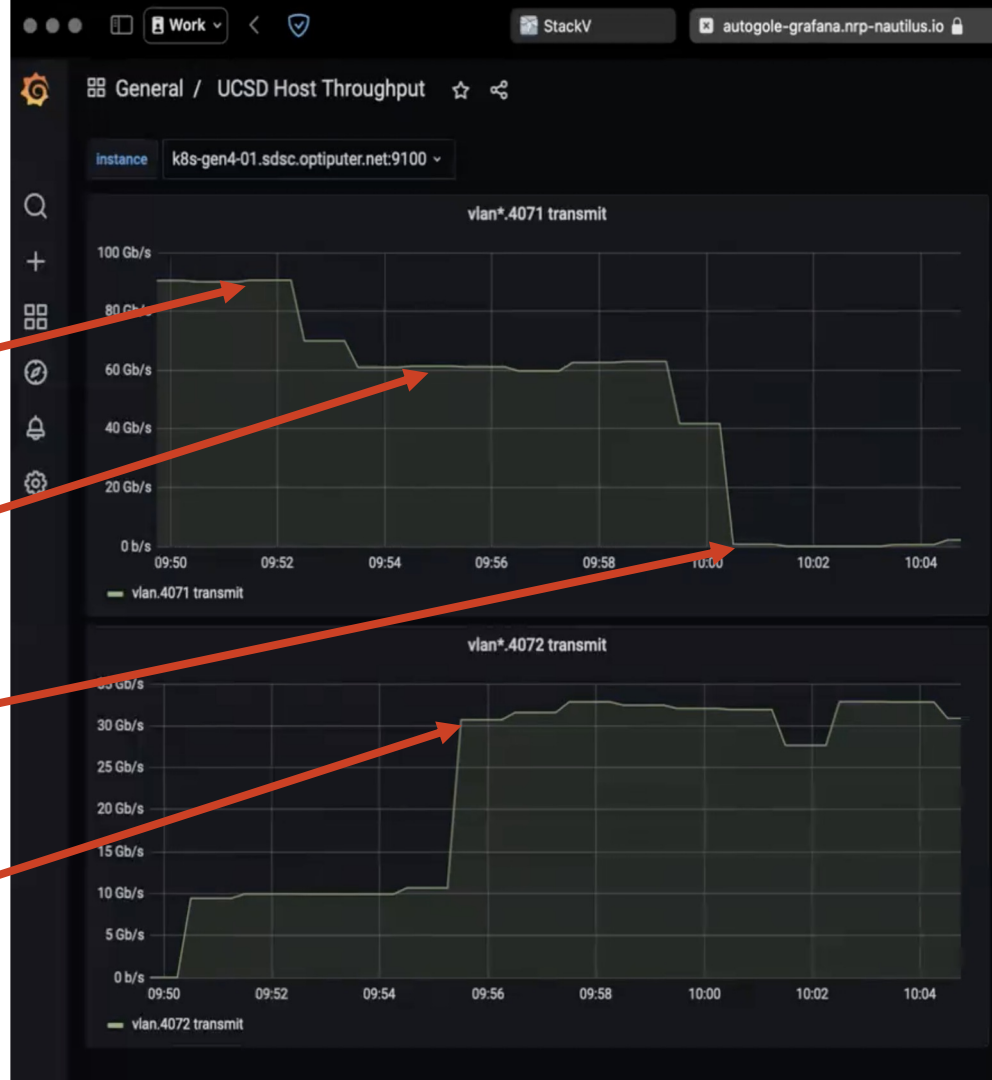 Work
StackV
autogole-grafana.nrp-nautilus.io
General / UCSD Host Throughput
instance
k8s-gen4-01.sdsc.optiputer.net:9100
vlan*.4071 transmit
100 Gb/s
80 Gb/s
60 Gb/s
40 Gb/s
20 Gb/s
0 b/s
09:50 09:52 09:54 09:56 09:58 10:00 10:02 10:04
vlan.4071 transmit
vlan*.4072 transmit
35 Gb/s
30 Gb/s
25 Gb/s
20 Gb/s
15 Gb/s
10 Gb/s
5 Gb/s
0 b/s
09:50 09:52 09:54 09:56 09:58 10:00 10:02 10:04
vlan.4072 transmit